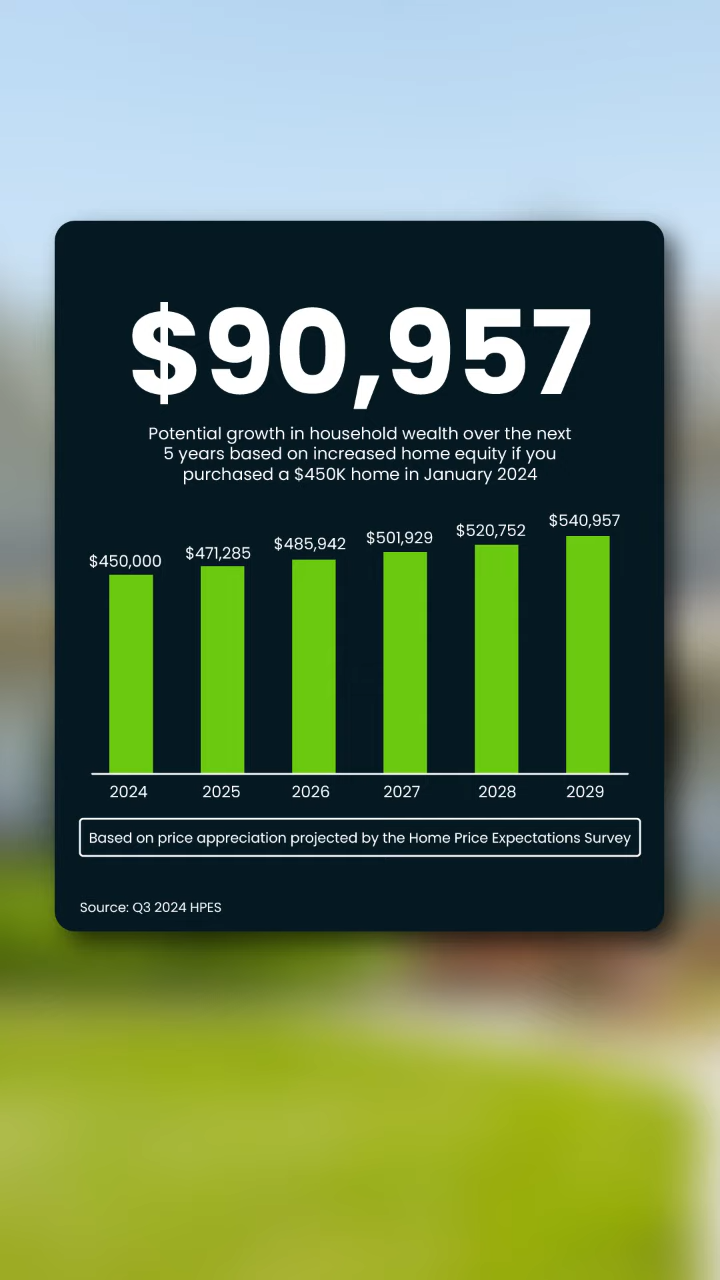 $90,957
Potential growth in household wealth over the next
5 years based on increased home equity if you
purchased a $450K home in January 2024
$450,000 $471,285 $485,942 $501,929 $520,752 $540,957
2024 2025 2026 2027 2028 2029
Based on price appreciation projected by the Home Price Expectations Survey
Source: Q3 2024 HPES